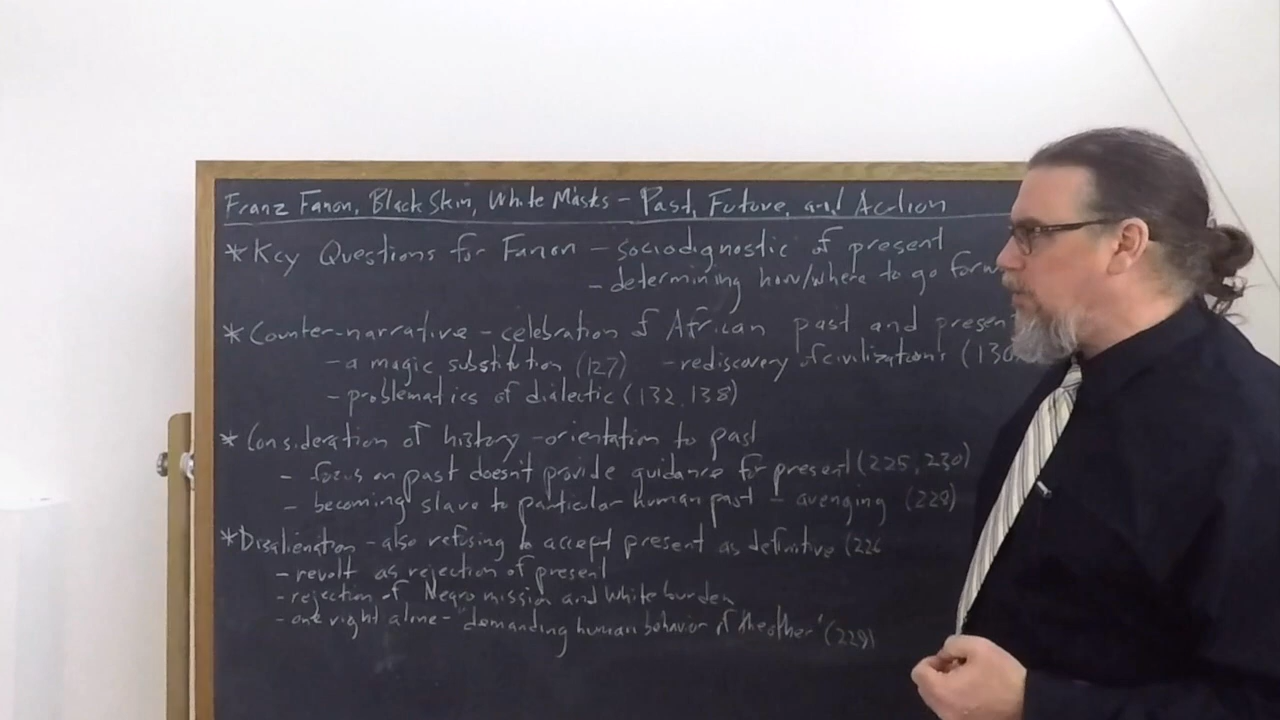 Franz Fanon, Black Skin, White Masks - Past, Future, and Action
* Key Questions for Fanon - sociodignostic of present
- determining how/where to go forw
* Counter-narrative - celebration of African past and present
- a magic substitution (127) - rediscovery of civilizations (130
- problematics of dialectic (132, 138)
* Consideration of history - orientation to past
- focus on past doesn't provide guidance for present (225, 230)
- becoming slave to particular human past - avenging (229)
* Disalienation - also refusing to accept present as definitive (226
- revolt as rejection of present
- rejection of Negro mission and White burden
- one right alone - "demanding human behavior of the other" (229)